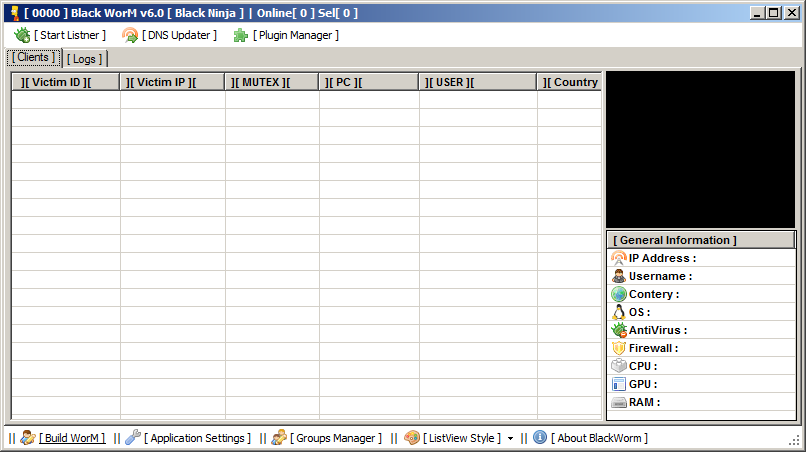 [ 0000 ] Black WorM v6.0 [ Black Ninja ] | Online[ 0 ] Sel[ 0 ]
[ Start Listner ] [ DNS Updater ] [ Plugin Manager ]
[ Clients ] [ Logs ]
][ Victim ID ][ ][ Victim IP ][ ][ MUTEX ][ ][ PC ][ ][ USER ][ ][ Country
[ General Information ]
IP Address :
Username :
Contery :
OS :
AntiVirus :
Firewall :
CPU :
GPU :
RAM :
|| [ Build WorM ] || [ Application Settings ] || [ Groups Manager ] || [ListView Style ] || [ About BlackWorm ]